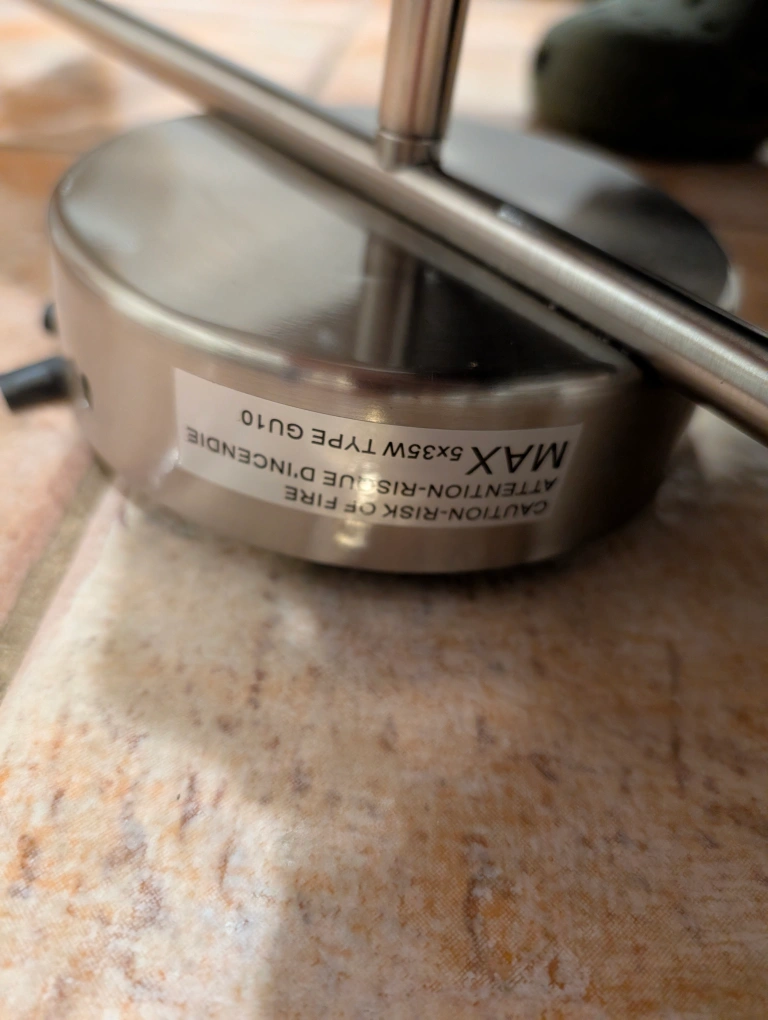 CAUTION-RISK OF FIRE
ATTENTION-RISQUE D'INCENDIE
MAX 5x35W TYPE GU10